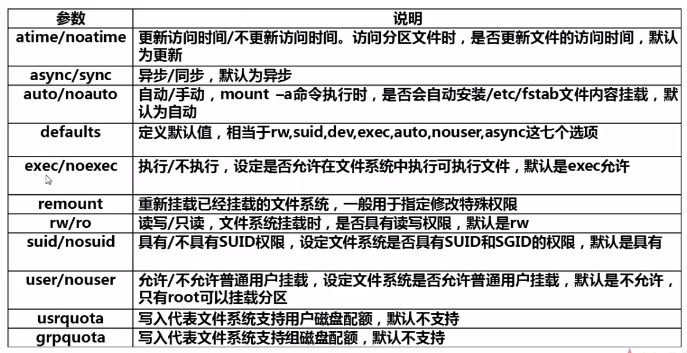 参数 说明
atime/noatime 更新访问时间/不更新访问时间。访问分区文件时，是否更新文件的访问时间，默认
为更新
async/sync 异步/同步，默认为异步
auto/noauto 自动/手动，mount –a命令执行时，是否会自动安装/etc/fstab文件内容挂载，默
认为自动
defaults 定义默认值，相当于rw,suid,dev,exec,auto,nouser,async这七个选项
exec/noexec 执行/不执行，设定是否允许在文件系统中执行可执行文件，默认是exec允许
remount 重新挂载已经挂载的文件系统，一般用于指定修改特殊权限
rw/ro 读写/只读，文件系统挂载时，是否具有读写权限，默认是rw
suid/nosuid 具有/不具有SUID权限，设定文件系统是否具有SUID和SGID的权限，默认是具有
user/nouser 允许/不允许普通用户挂载，设定文件系统是否允许普通用户挂载，默认是不允许，
只有root可以挂载分区
usrquota 写入代表文件系统支持用户磁盘配额，默认不支持
grpquota 写入代表文件系统支持组磁盘配额，默认不支持